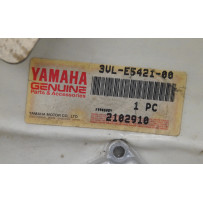 YAMAHA
GENUINE
Parts & Accessories
3VL-E5421-00
1 PC
YAMAHA MOTOR CO., LTD.
2102910